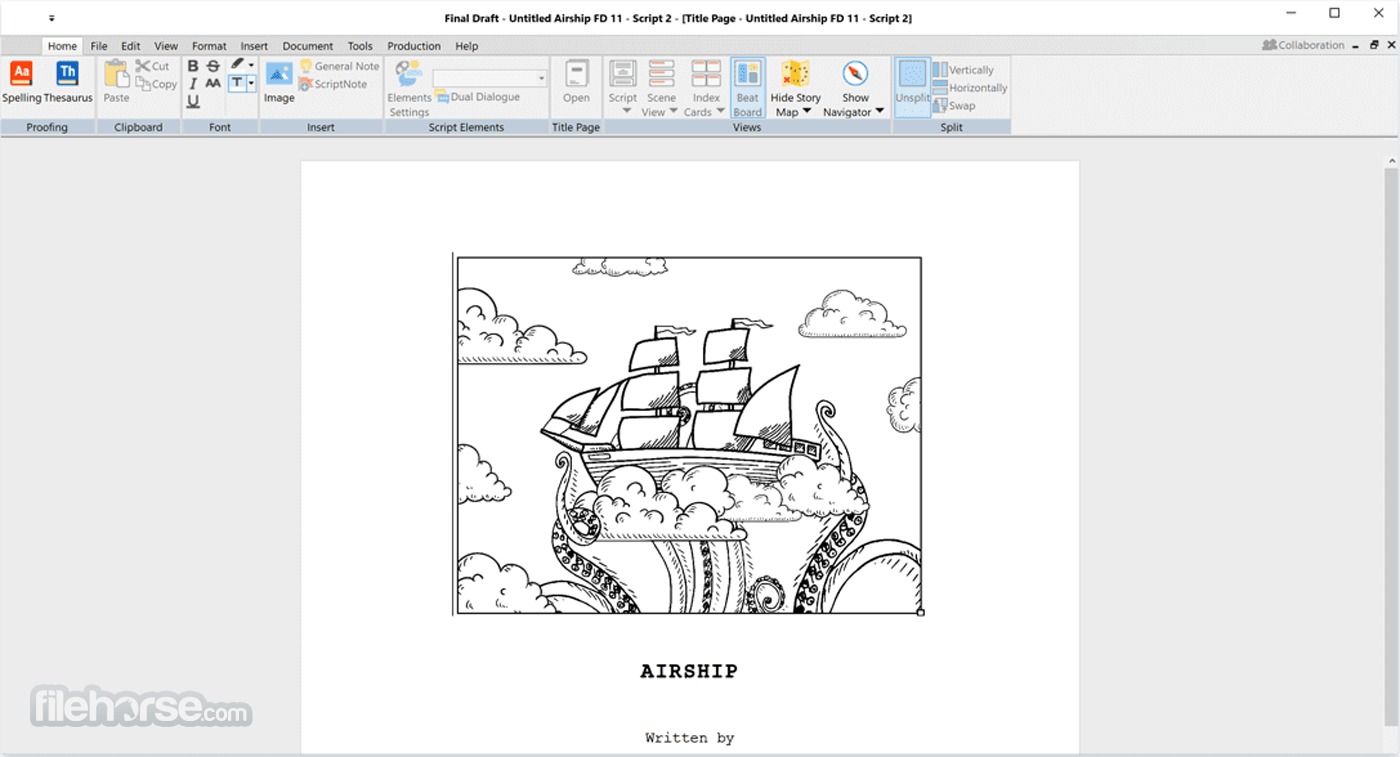 Final Draft - Untitled Airship FD 11 - Script 2 - [Title Page - Untitled Airship FD 11 - Script 2]
Home File Edit View Format Insert Document Tools Production Help Collaboration
Aa Th Cut B S General Note Vertically
Copy I AA T ScriptNote Dual Dialogue Horizontally
U Swap
Spelling Thesaurus Paste Image Elements Settings Open Script Scene View Index Cards Beat Board Hide Story Map Show Navigator Unsplit
Proofing Clipboard Font Insert Script Elements Title Page Views Split
AIRSHIP
Written by
filehorse.com